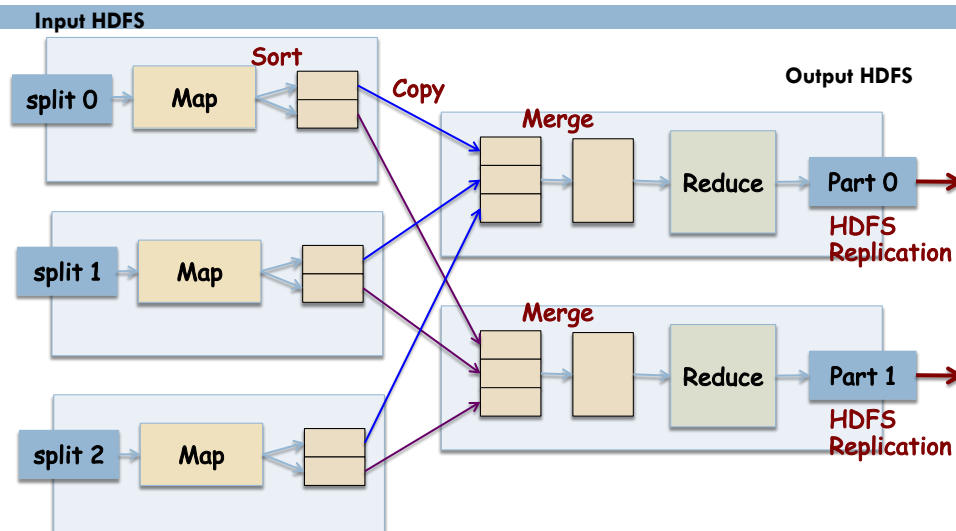 Input HDFS
Sort
split 0
Map
Copy
Output HDFS
Merge
Reduce
Part 0
HDFS
Replication
split 1
Map
Merge
Reduce
Part 1
HDFS
Replication
split 2
Map